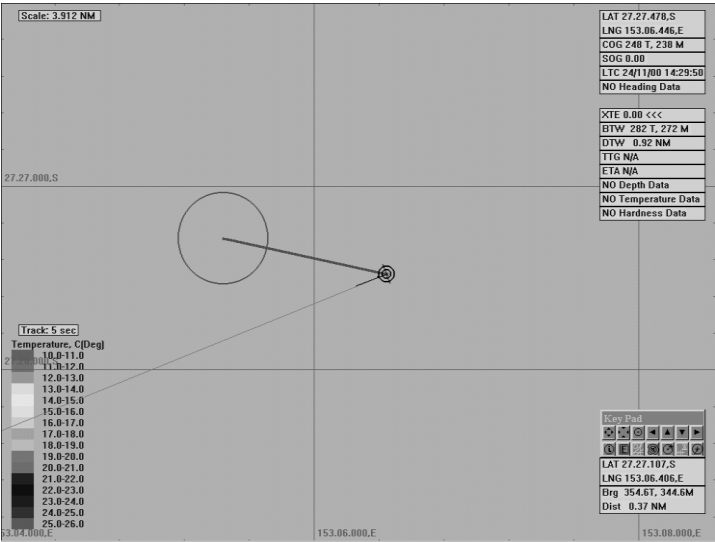 Scale: 3.912 NM
LAT 27.27.478,S
LNG 153.06.446,E
COG 248 T, 238 M
SOG 0.00
LTC 24/11/00 14:29:50
NO Heading Data
XTE 0.00 <<<
BTW 282 T, 272 M
DTW 0.92 NM
TTG N/A
ETA N/A
NO Depth Data
NO Temperature Data
NO Hardness Data
27.27.000,S
Track: 5 sec
Temperature, C(Deg)
10.0-11.0
11.0-12.0
12.0-13.0
13.0-14.0
14.0-15.0
15.0-16.0
16.0-17.0
17.0-18.0
18.0-19.0
19.0-20.0
20.0-21.0
21.0-22.0
22.0-23.0
23.0-24.0
24.0-25.0
25.0-26.0
Key Pad
E
LAT 27.27.107,S
LNG 153.06.406,E
Brg 354.6T, 344.6M
Dist 0.37 NM
53.04.000,E
153.06.000,E
153.08.000,E